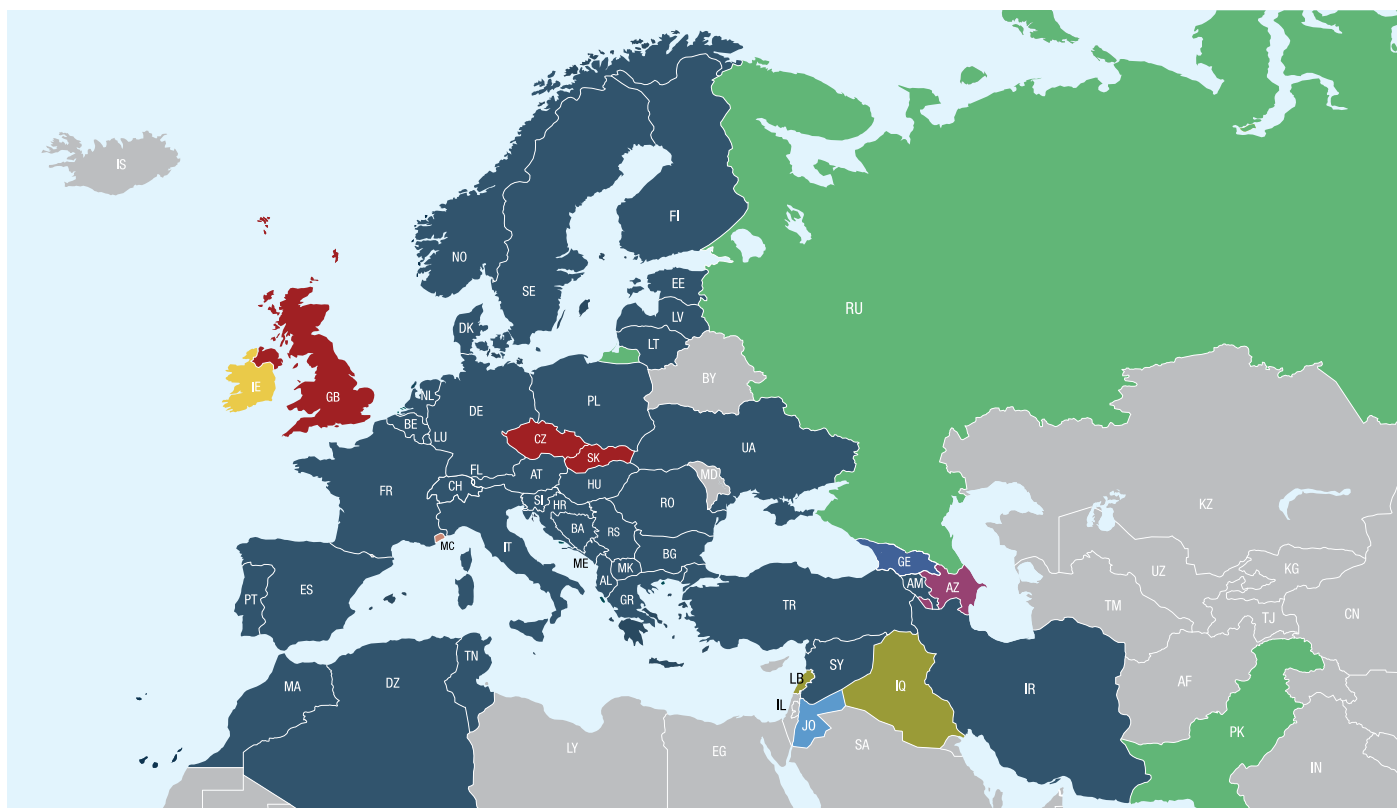 IS
FI
NO
SE
EE
RU
LV
DK
LT
IE
GB
BY
NL
DE
PL
BE
LU
CZ
UA
SK
FL
AT
MD
CH
HU
FR
RO
SI
HR
KZ
BA
RS
IT
MC
BG
ME
MK
GE
UZ
KG
AL
AM
AZ
ES
PT
GR
TR
TM
TJ
CN
TN
SY
MA
DZ
LB
AF
IQ
IR
IL
JO
PK
LY
EG
SA
IN